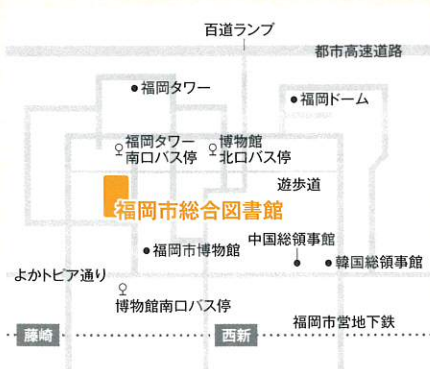 百道ランプ
都市高速道路
福岡タワー
福岡ドーム
福岡タワー
南口バス停
博物館
北口バス停
遊歩道
福岡市総合図書館
中国総領事館
福岡市博物館
韓国総領事館
よかトピア通り
博物館南口バス停
福岡市営地下鉄
藤崎
西新